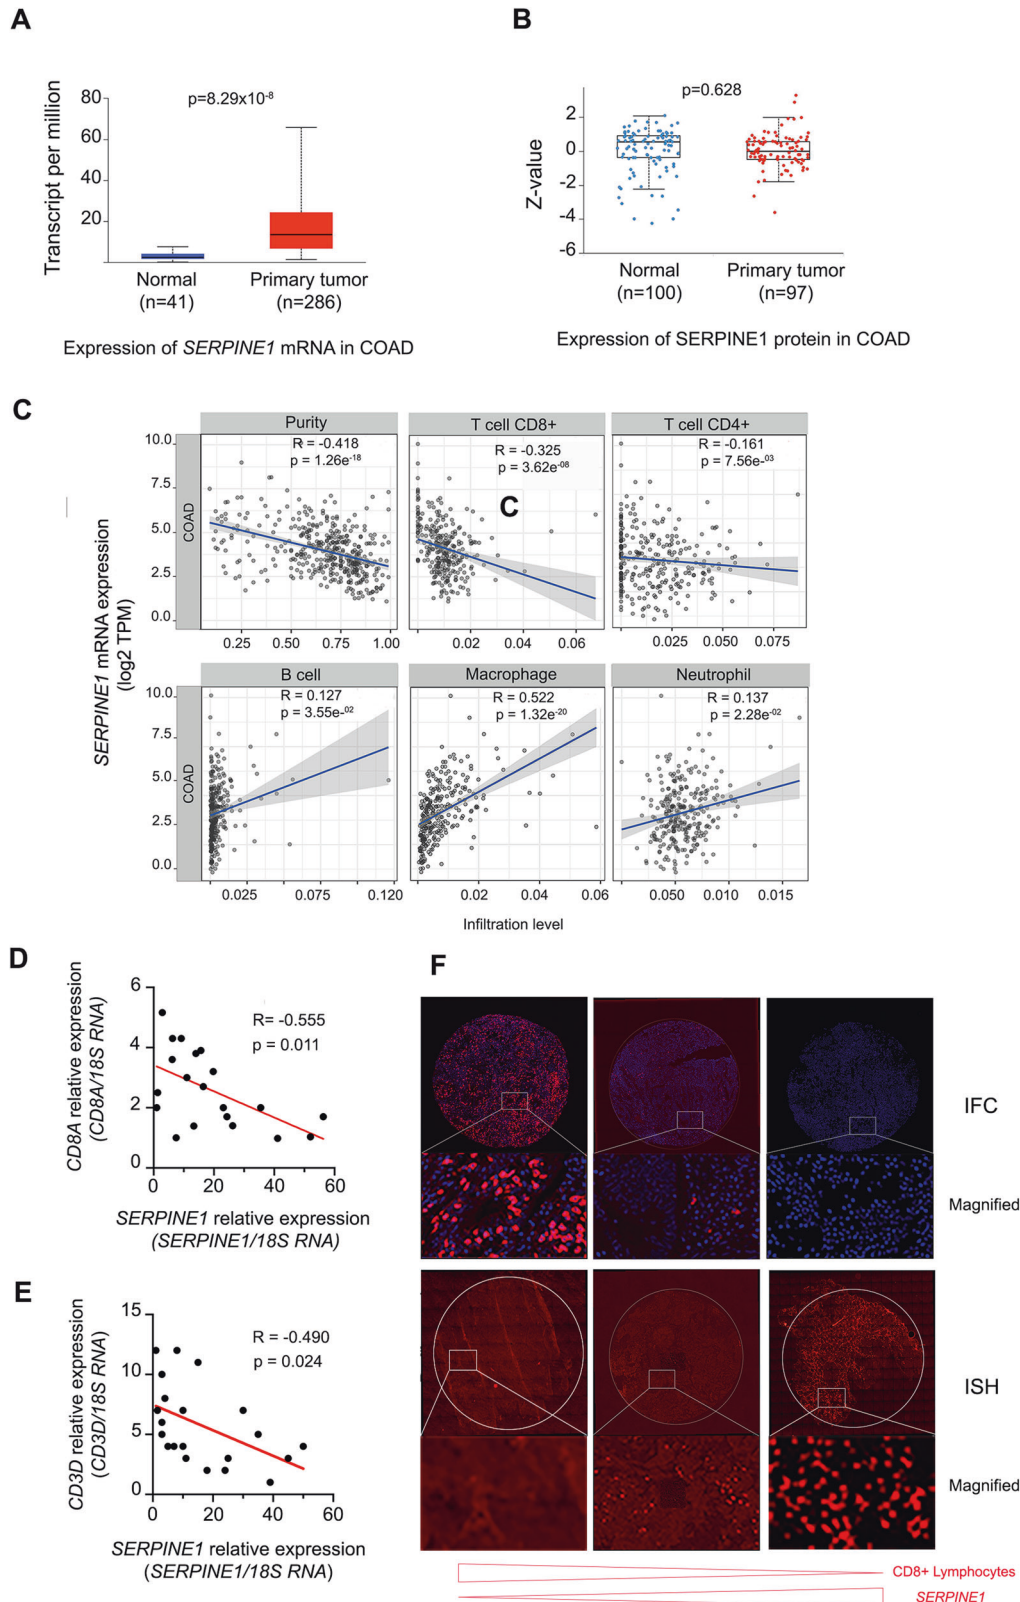 A
B
p=8.29x10-8
80
60
40
20
Transcript per million
Normal
(n=41)
Primary tumor
(n=286)
Expression of SERPINE1 mRNA in COAD
p=0.628
2
0
-2
-4
-6
Z-value
Normal
(n=100)
Primary tumor
(n=97)
Expression of SERPINE1 protein in COAD
C
SERPINE1 mRNA expression
(log2 TPM)
Purity
T cell CD8+
T cell CD4+
COAD
10.0
7.5
5.0
2.5
0.0
R = -0.418
p = 1.26e-18
R = -0.325
p = 3.62e-08
C
R = -0.161
p = 7.56e-03
0.25 0.50 0.75 1.00
0.00 0.02 0.04 0.06
0.025 0.050 0.075
B cell
Macrophage
Neutrophil
COAD
10.0
7.5
5.0
2.5
0.0
R = 0.127
p = 3.55e-02
R = 0.522
p = 1.32e-20
R = 0.137
p = 2.28e-02
0.025 0.075 0.120
0.00 0.02 0.04 0.06
0.00 0.005 0.010 0.015
Infiltration level
D
CD8A relative expression
(CD8A/18S RNA)
6
4
2
0
R= -0.555
p = 0.011
0 20 40 60
SERPINE1 relative expression
(SERPINE1/18S RNA)
E
CD3D relative expression
(CD3D/18S RNA)
15
10
5
0
R = -0.490
p = 0.024
0 20 40 60
SERPINE1 relative expression
(SERPINE1/18S RNA)
F
IFC
Magnified
ISH
Magnified
CD8+ Lymphocytes
SERPINE1